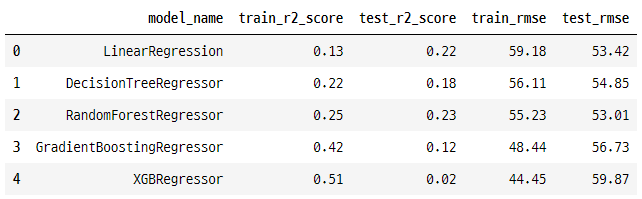 model_name train_r2_score test_r2_score train_rmse test_rmse
0 LinearRegression 0.13 0.22 59.18 53.42
1 DecisionTreeRegressor 0.22 0.18 56.11 54.85
2 RandomForestRegressor 0.25 0.23 55.23 53.01
3 GradientBoostingRegressor 0.42 0.12 48.44 56.73
4 XGBRegressor 0.51 0.02 44.45 59.87